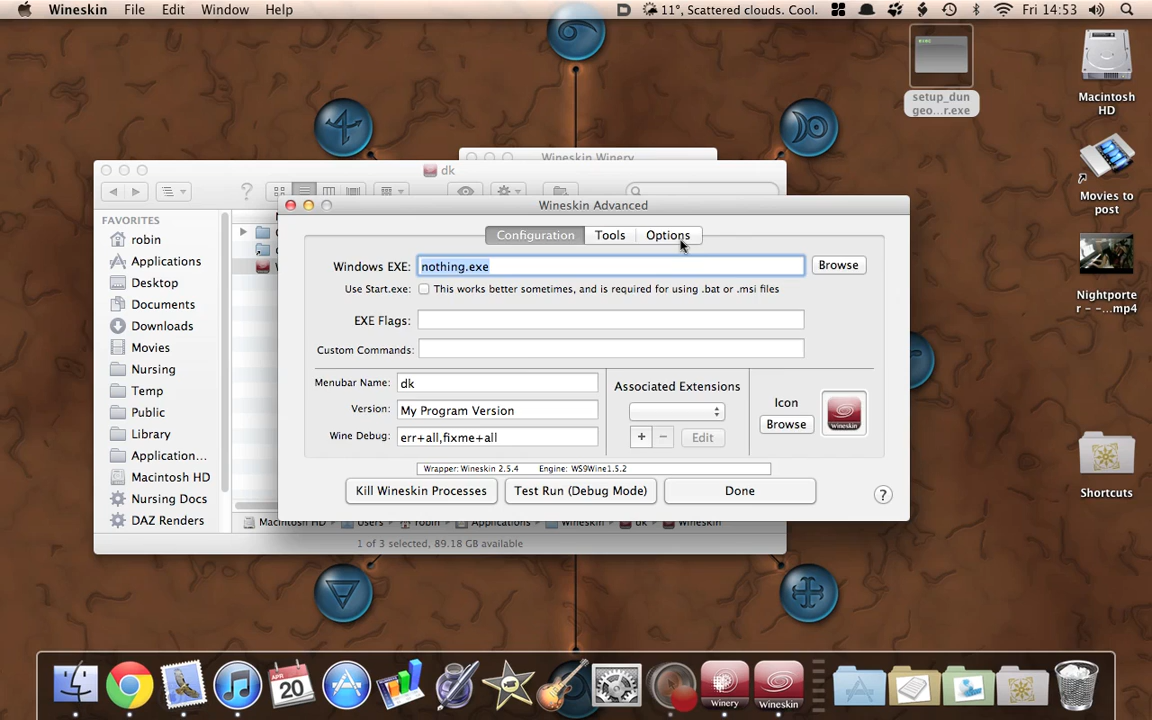 Wineskin File Edit Window Help
11°, Scattered clouds. Cool.
Fri 14:53
setup_dun
geo...r.exe
Macintosh
HD
Movies to
post
Nightporte
r - -...mp4
Shortcuts
Wineskin Winery
dk
FAVORITES
robin
Applications
Desktop
Documents
Downloads
Movies
Nursing
Temp
Public
Library
Application...
Macintosh HD
Nursing Docs
DAZ Renders
Wineskin Advanced
Configuration Tools Options
Windows EXE: nothing.exe Browse
Use Start.exe: This works better sometimes, and is required for using .bat or .msi files
EXE Flags:
Custom Commands:
Menubar Name: dk
Version: My Program Version
Wine Debug: err+all,fixme+all
Associated Extensions
+ − Edit
Icon
Browse
Wineskin
Wrapper: Wineskin 2.5.4 Engine: WS9Wine1.5.2
Kill Wineskin Processes Test Run (Debug Mode) Done ?
Macintosh HD Users robin Applications Wineskin dk Wineskin
1 of 3 selected, 89.18 GB available
APR
20
Winery
Wineskin